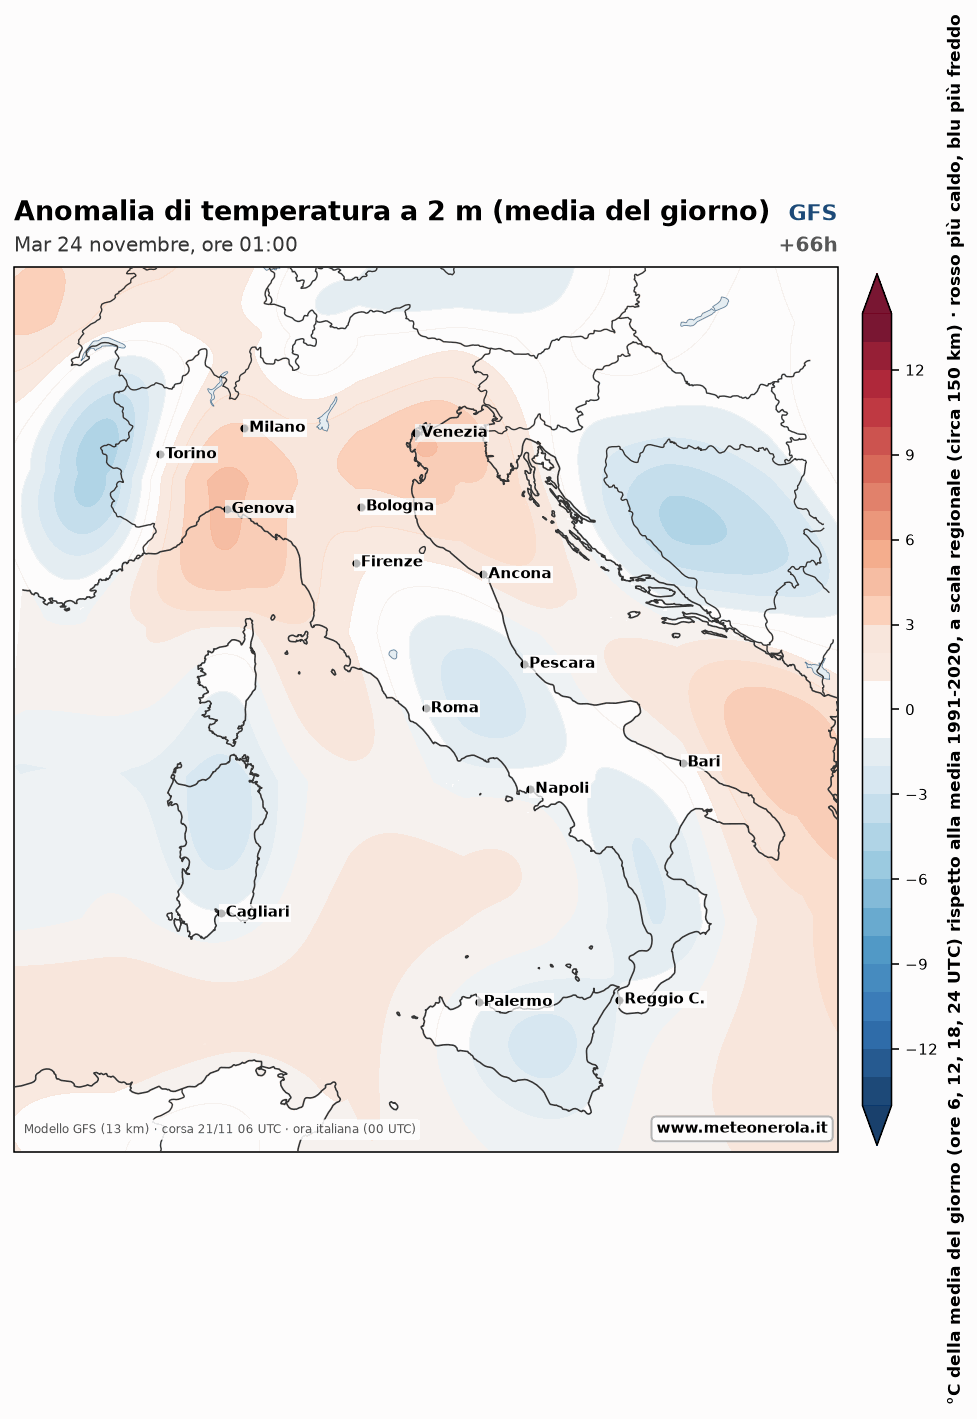 Anomalia di temperatura a 2 m (media del giorno) GFS
Mar 24 novembre, ore 01:00 +66h
Milano
Venezia
Torino
Genova
Bologna
Firenze
Ancona
Pescara
Roma
Bari
Napoli
Cagliari
Palermo
Reggio C.
12
9
6
3
0
−3
−6
−9
−12
°C della media del giorno (ore 6, 12, 18, 24 UTC) rispetto alla media 1991-2020, a scala regionale (circa 150 km) · rosso più caldo, blu più freddo
Modello GFS (13 km) · corsa 21/11 06 UTC · ora italiana (00 UTC)
www.meteonerola.it